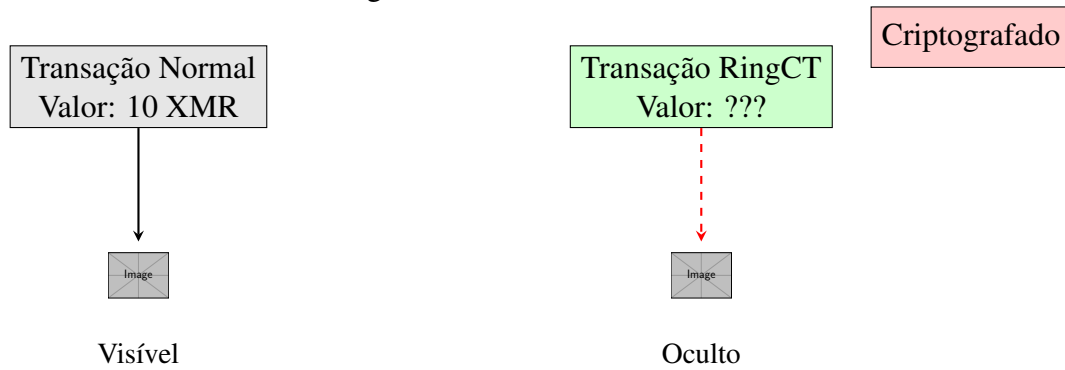 Criptografado
Transação Normal
Valor: 10 XMR
Transação RingCT
Valor: ???
Image
Image
Visível
Oculto